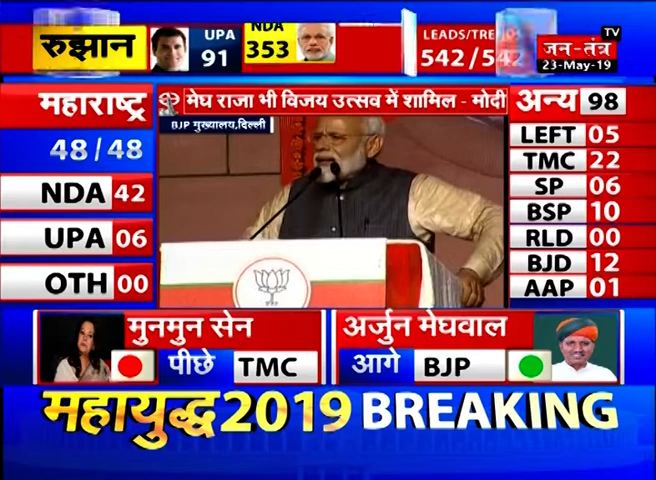 रुझान
UPA
91
NDA
353
LEADS/TRE
542/542
TV
जन-तंत्र
23-May-19
महाराष्ट्र
48/48
NDA 42
UPA 06
OTH 00
मेघ राजा भी विजय उत्सव में शामिल - मोदी
BJP मुख्यालय,दिल्ली
अन्य 98
LEFT 05
TMC 22
SP 06
BSP 10
RLD 00
BJD 12
AAP 01
मुनमुन सेन
पीछे TMC
अर्जुन मेघवाल
आगे BJP
महायुद्ध 2019 BREAKING